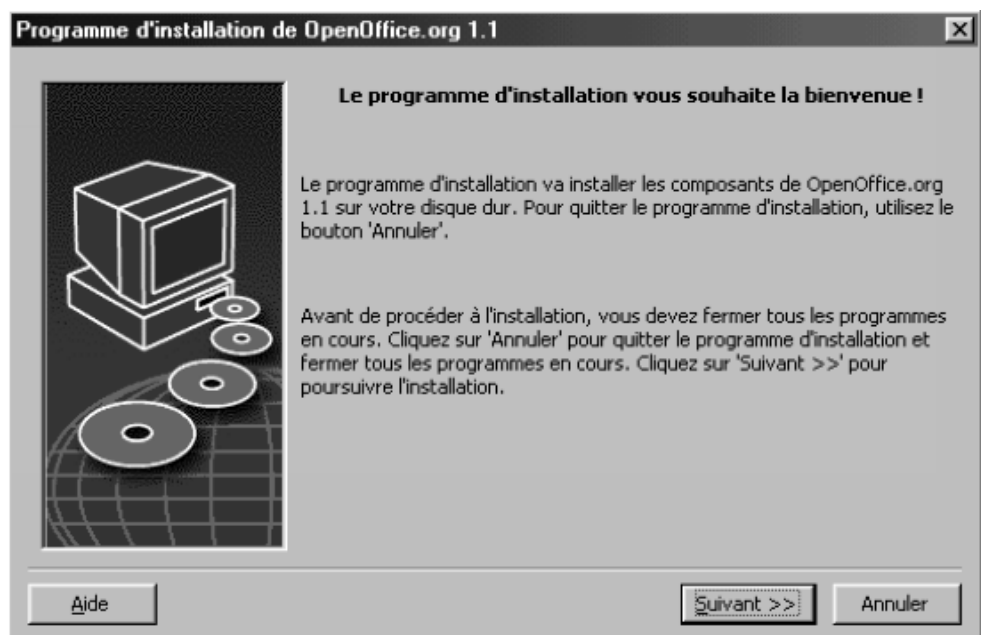 Programme d'installation de OpenOffice.org 1.1
Le programme d'installation vous souhaite la bienvenue !
Le programme d'installation va installer les composants de OpenOffice.org
1.1 sur votre disque dur. Pour quitter le programme d'installation, utilisez le
bouton 'Annuler'.
Avant de procéder à l'installation, vous devez fermer tous les programmes
en cours. Cliquez sur 'Annuler' pour quitter le programme d'installation et
fermer tous les programmes en cours. Cliquez sur 'Suivant >>' pour
poursuivre l'installation.
Aide
Suivant >>
Annuler